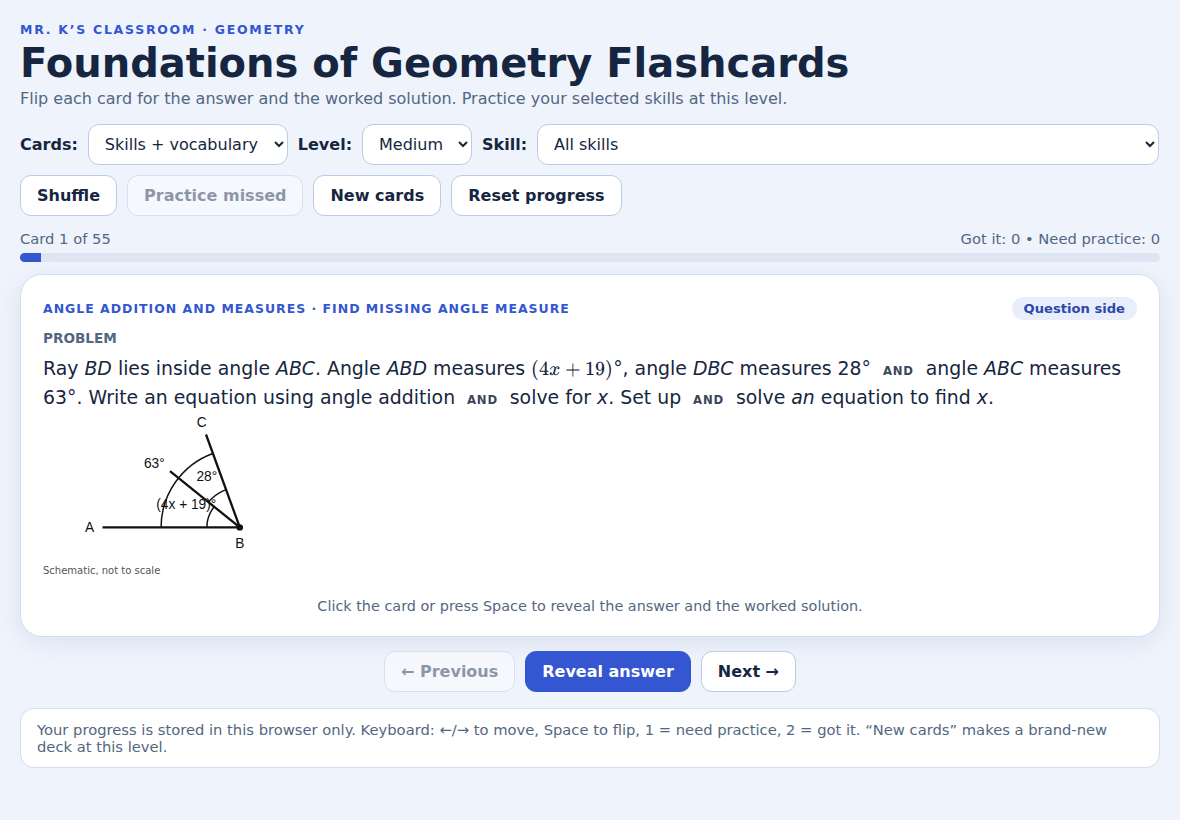 MR. K’S CLASSROOM · GEOMETRY
Foundations of Geometry Flashcards
Flip each card for the answer and the worked solution. Practice your selected skills at this level.
Cards: Skills + vocabulary Level: Medium Skill: All skills
Shuffle Practice missed New cards Reset progress
Card 1 of 55 Got it: 0 • Need practice: 0
ANGLE ADDITION AND MEASURES · FIND MISSING ANGLE MEASURE Question side
PROBLEM
Ray BD lies inside angle ABC. Angle ABD measures (4x + 19)°, angle DBC measures 28° AND angle ABC measures
63°. Write an equation using angle addition AND solve for x. Set up AND solve an equation to find x.
C
63°
28°
(4x + 19)°
A
B
Schematic, not to scale
Click the card or press Space to reveal the answer and the worked solution.
← Previous Reveal answer Next →
Your progress is stored in this browser only. Keyboard: ←/→ to move, Space to flip, 1 = need practice, 2 = got it. “New cards” makes a brand-new
deck at this level.